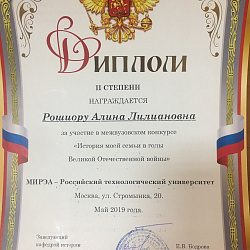 Диплом
II СТЕПЕНИ
НАГРАЖДАЕТСЯ
Рошиору Алина Лилиановна
за участие в межвузовском конкурсе
«История моей семьи в годы
Великой Отечественной войны»
МИРЭА – Российский технологический университет
Москва, ул. Стромынка, 20.
Май 2019 года.
Заведующий
кафедрой истории
Е.В. Бодрова